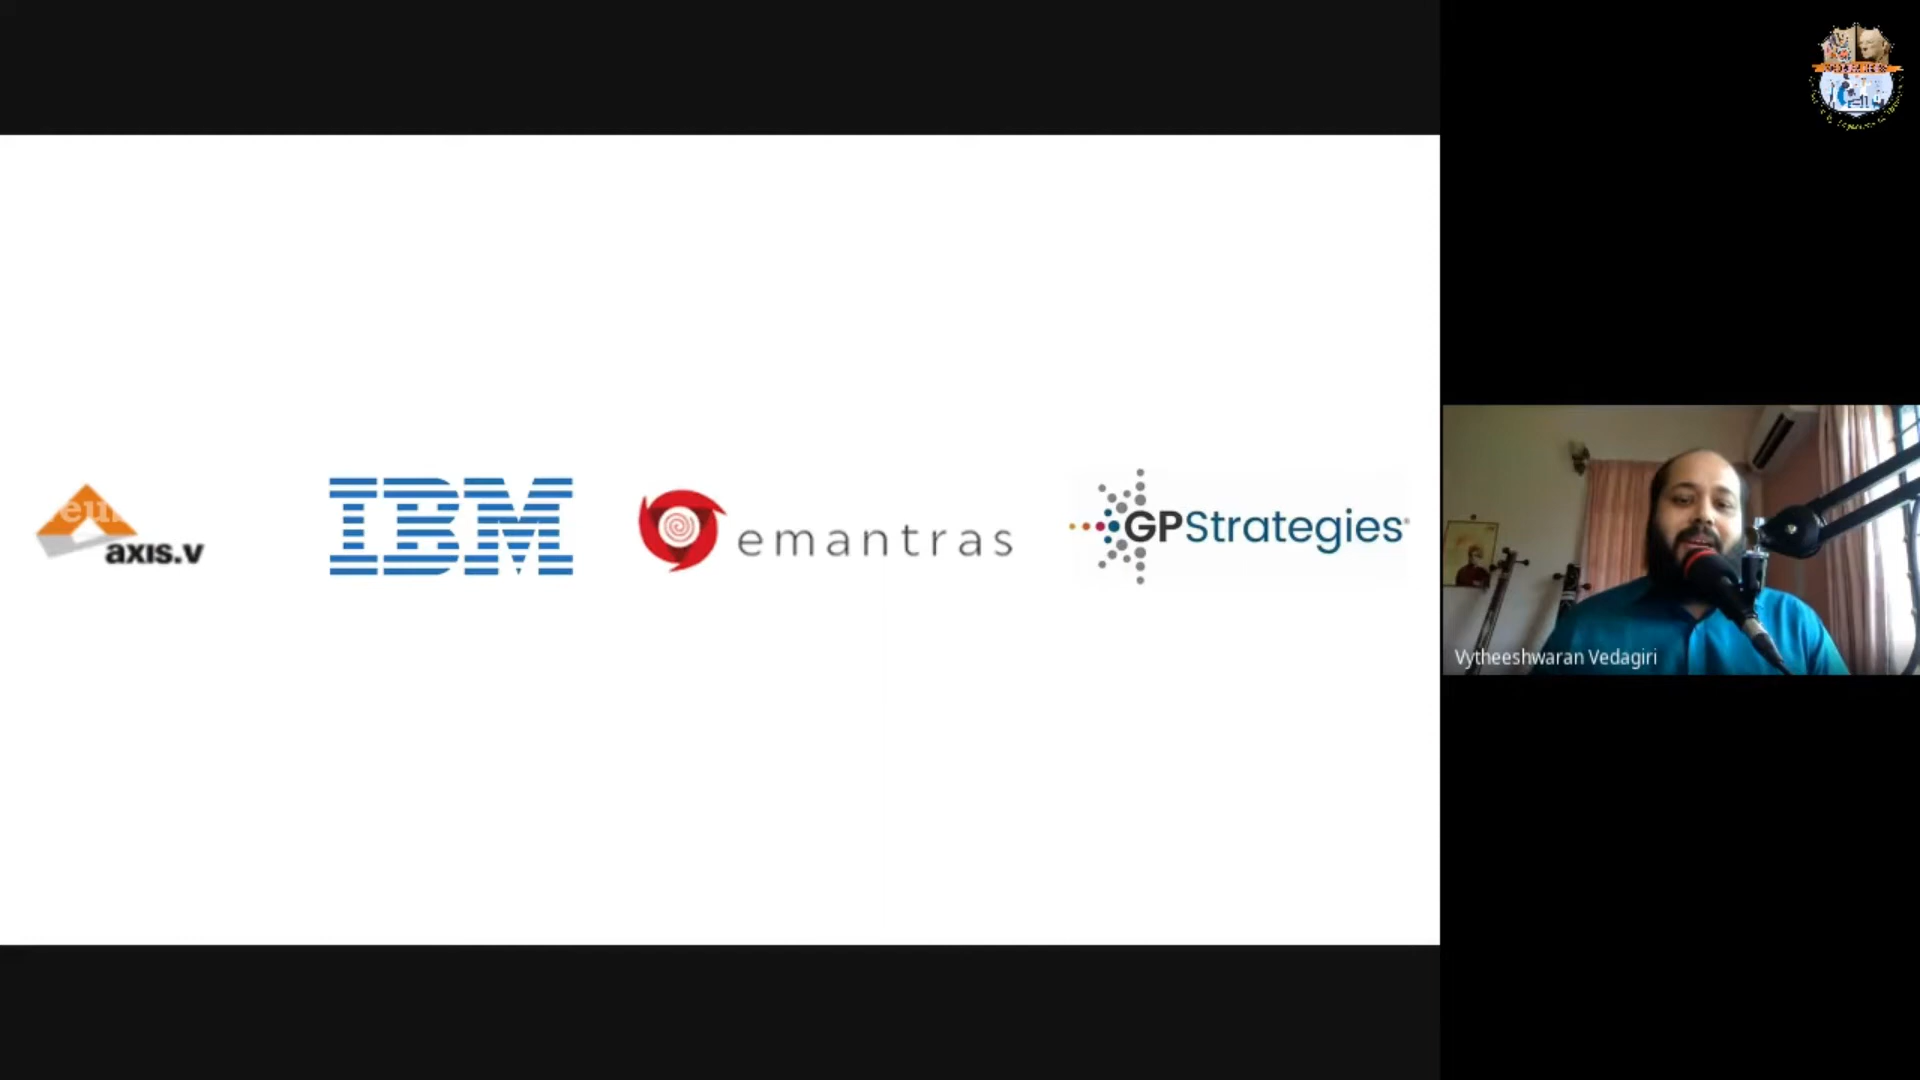 axis.v
IBM
emantras
GPStrategies®
Vytheeshwaran Vedagiri